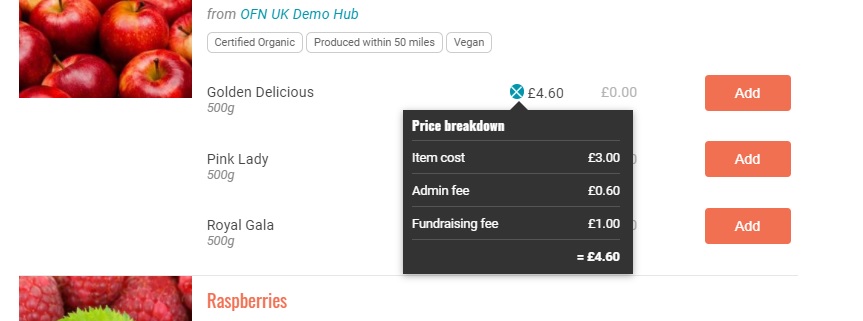 from OFN UK Demo Hub
Certified Organic Produced within 50 miles Vegan
Golden Delicious £4.60 £0.00 Add
500g
Price breakdown
Item cost £3.00
Pink Lady Add
500g
Admin fee £0.60
Royal Gala Fundraising fee £1.00 Add
500g
= £4.60
Raspberries